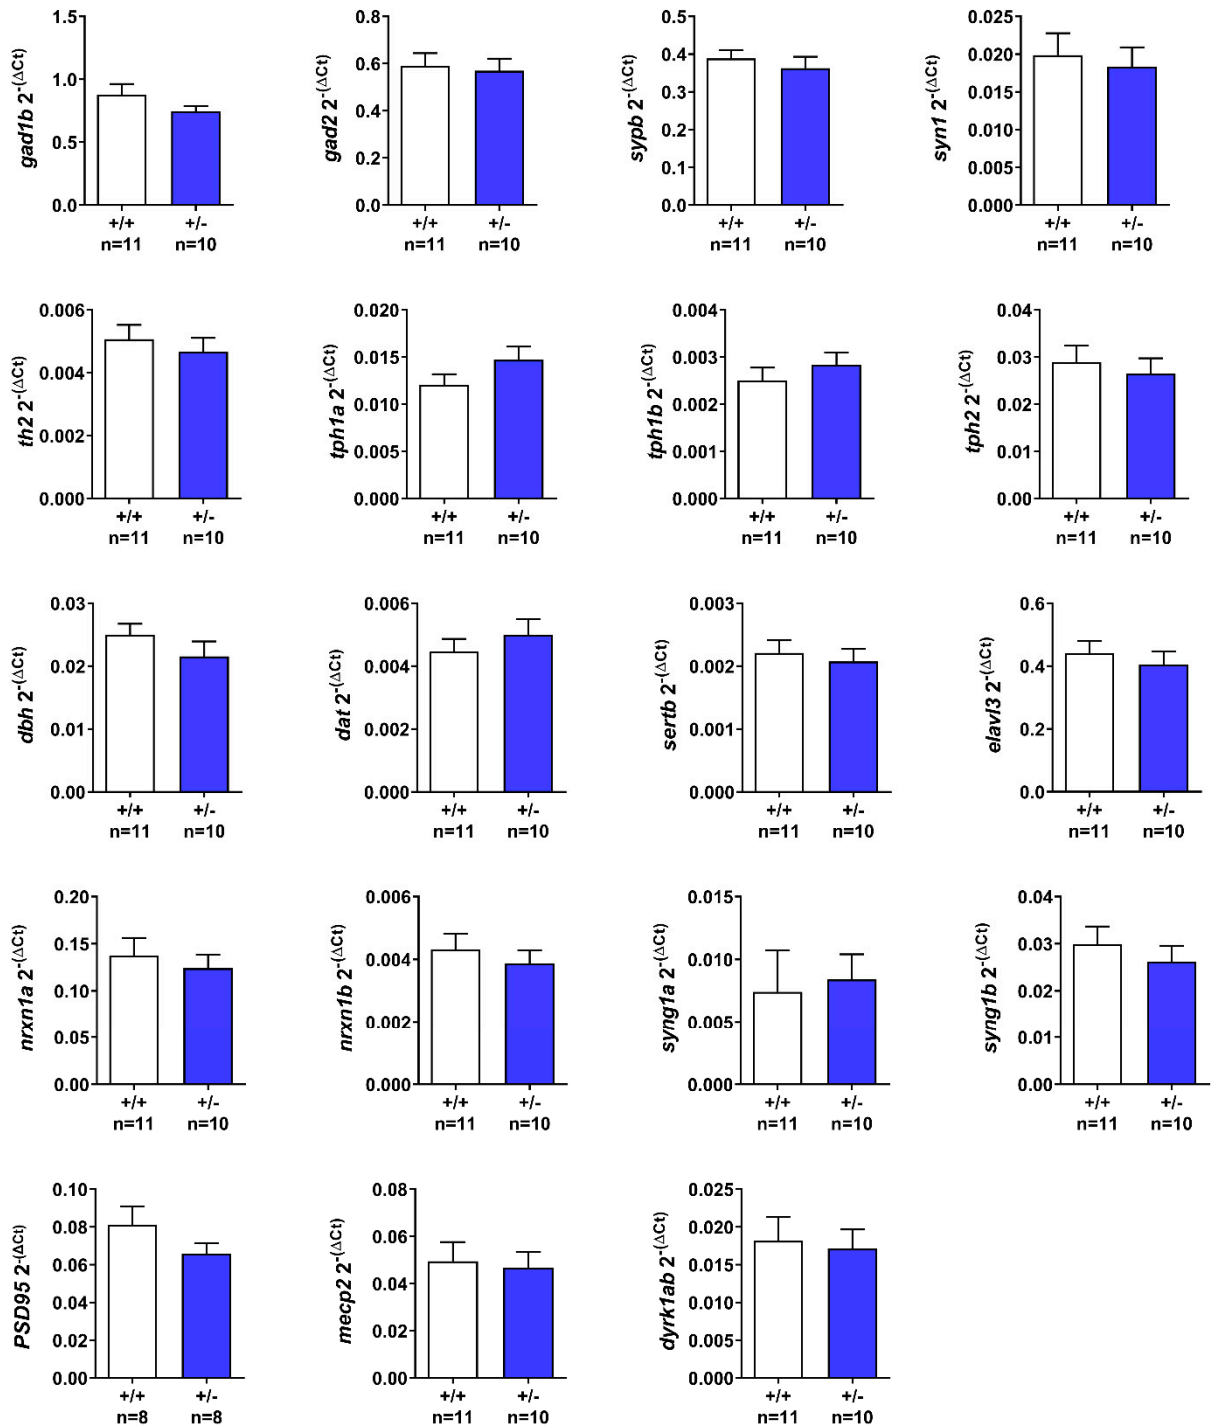 gad1b 2-(ΔCt)
1.5
1.0
0.5
0.0
+/+ +/-
n=11 n=10
gad2 2-(ΔCt)
0.8
0.6
0.4
0.2
0.0
+/+ +/-
n=11 n=10
sypb 2-(ΔCt)
0.5
0.4
0.3
0.2
0.1
0.0
+/+ +/-
n=11 n=10
syn1 2-(ΔCt)
0.025
0.020
0.015
0.010
0.005
0.000
+/+ +/-
n=11 n=10
th2 2-(ΔCt)
0.006
0.004
0.002
0.000
+/+ +/-
n=11 n=10
tph1a 2-(ΔCt)
0.020
0.015
0.010
0.005
0.000
+/+ +/-
n=11 n=10
tph1b 2-(ΔCt)
0.004
0.003
0.002
0.001
0.000
+/+ +/-
n=11 n=10
tph2 2-(ΔCt)
0.04
0.03
0.02
0.01
0.00
+/+ +/-
n=11 n=10
dbh 2-(ΔCt)
0.03
0.02
0.01
0.00
+/+ +/-
n=11 n=10
dat 2-(ΔCt)
0.006
0.004
0.002
0.000
+/+ +/-
n=11 n=10
sertb 2-(ΔCt)
0.003
0.002
0.001
0.000
+/+ +/-
n=11 n=10
elavl3 2-(ΔCt)
0.6
0.4
0.2
0.0
+/+ +/-
n=11 n=10
nrxn1a 2-(ΔCt)
0.20
0.15
0.10
0.05
0.00
+/+ +/-
n=11 n=10
nrxn1b 2-(ΔCt)
0.006
0.004
0.002
0.000
+/+ +/-
n=11 n=10
syng1a 2-(ΔCt)
0.015
0.010
0.005
0.000
+/+ +/-
n=11 n=10
syng1b 2-(ΔCt)
0.04
0.03
0.02
0.01
0.00
+/+ +/-
n=11 n=10
PSD95 2-(ΔCt)
0.10
0.08
0.06
0.04
0.02
0.00
+/+ +/-
n=8 n=8
mecp2 2-(ΔCt)
0.08
0.06
0.04
0.02
0.00
+/+ +/-
n=11 n=10
dyrk1ab 2-(ΔCt)
0.025
0.020
0.015
0.010
0.005
0.000
+/+ +/-
n=11 n=10